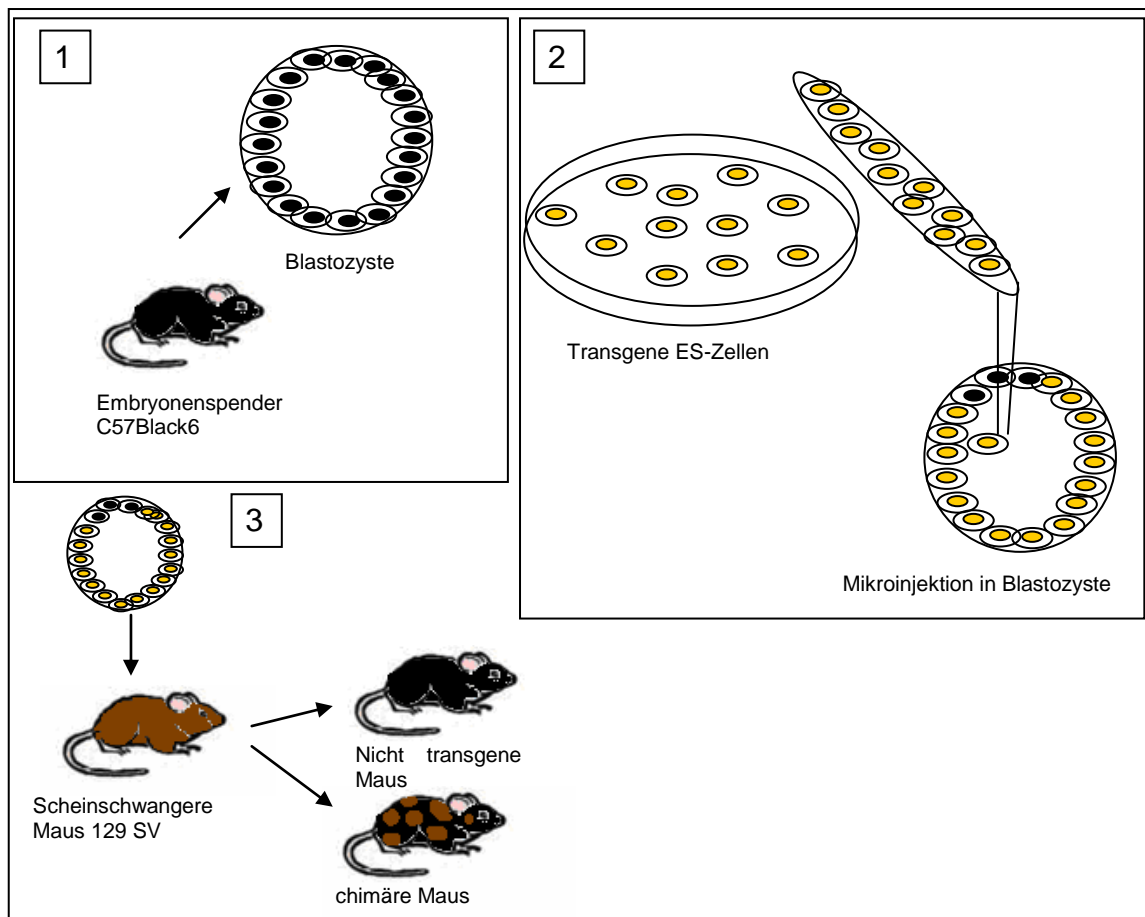 1
Blastozyste
Embryonenspender
C57Black6
2
Transgene ES-Zellen
Mikroinjektion in Blastozyste
3
Scheinschwangere
Maus 129 SV
Nicht transgene
Maus
chimäre Maus